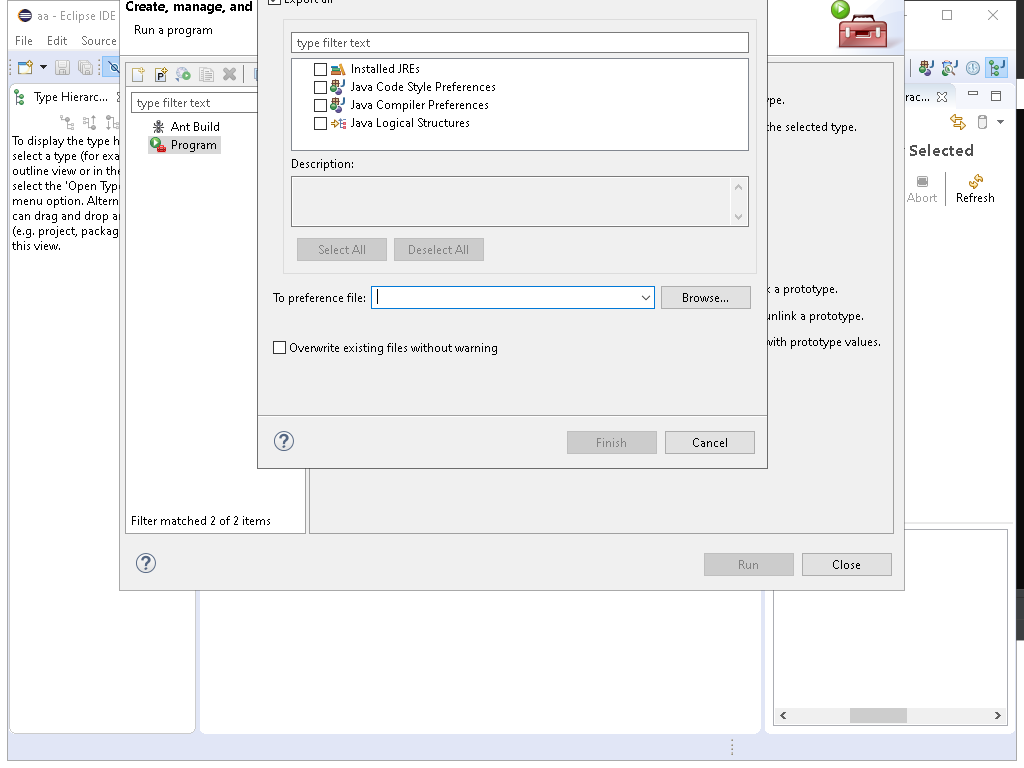 aa - Eclipse IDE
Create, manage, and
Export all
File Edit Source
Run a program
type filter text
Installed JREs
Java Code Style Preferences
Java Compiler Preferences
Java Logical Structures
Description:
Select All
Deselect All
To preference file:
Browse...
Overwrite existing files without warning
Finish
Cancel
Type Hierarc...
To display the type h
select a type (for exa
outline view or in the
select the 'Open Typ
menu option. Altern
can drag and drop a
(e.g. project, packag
this view.
type filter text
Ant Build
Program
Filter matched 2 of 2 items
ype.
he selected type.
k a prototype.
unlink a prototype.
with prototype values.
Run
Close
rac...
Selected
Abort
Refresh